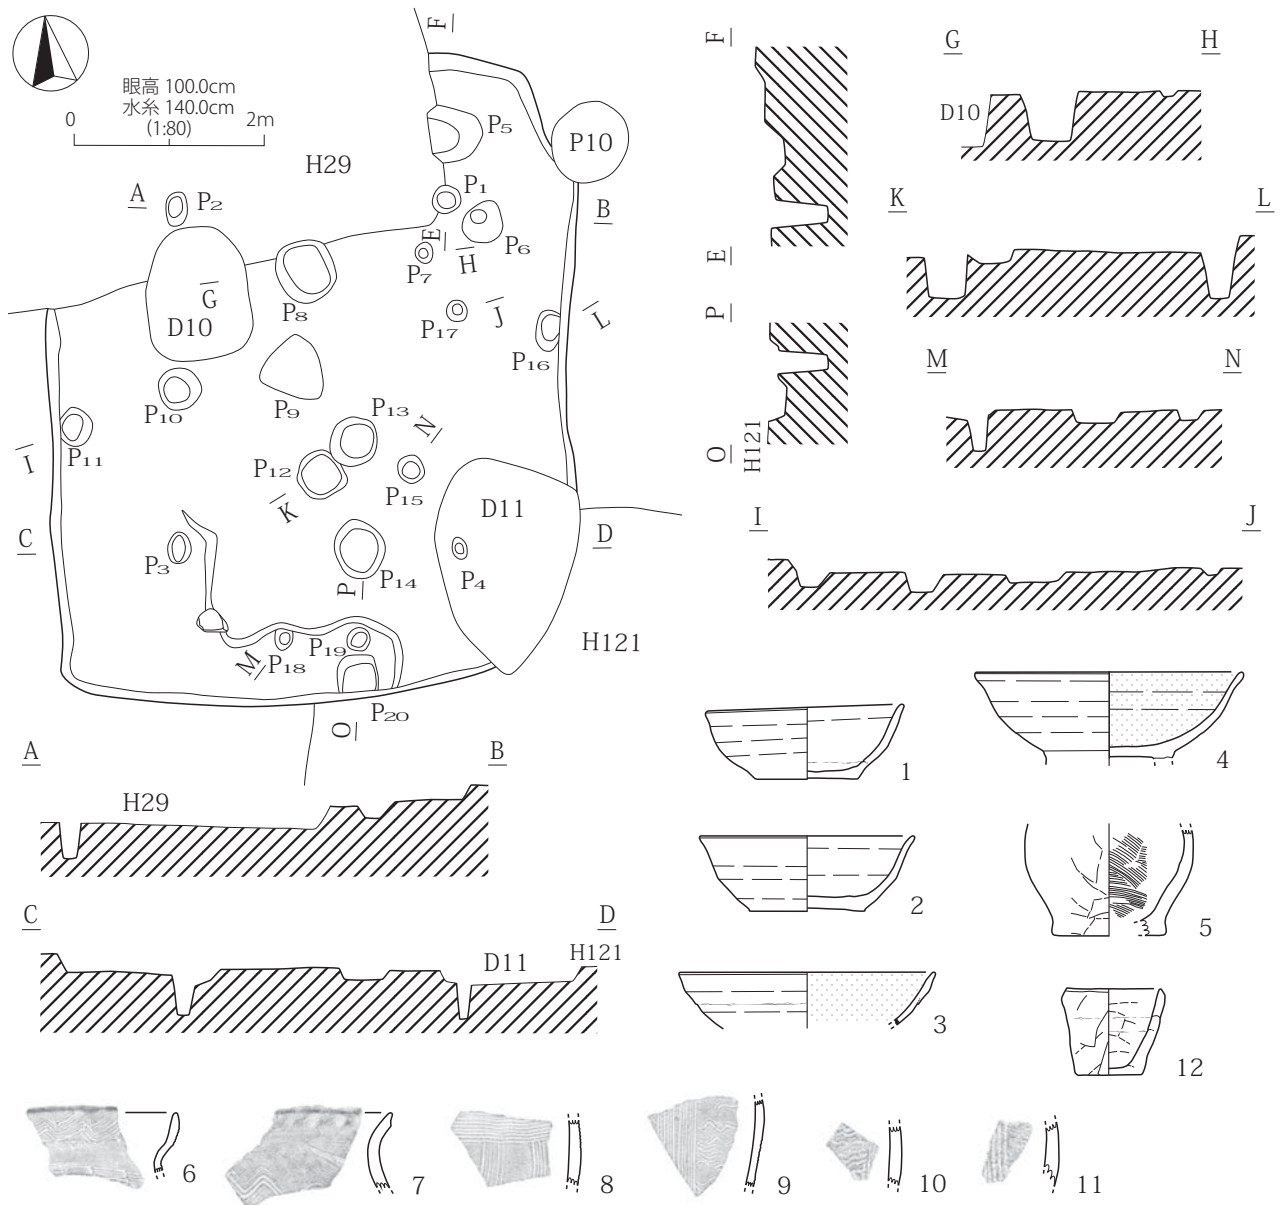 眼高 100.0cm
水糸 140.0cm
(1:80)
0 2m
H29
F
P5
P10
A
P2
P1
B
E
H
P6
P7
G
D10
P8
P17
J
L
P16
P10
P9
P13
N
P11
I
P12
P15
K
D11
C
D
P3
P14
P4
P
H121
M
P18
P19
P20
O
A
B
H29
C
D
D11
H121
F
E
P
O
H121
G
H
D10
K
L
M
N
I
J
1
2
3
4
5
12
6
7
8
9
10
11